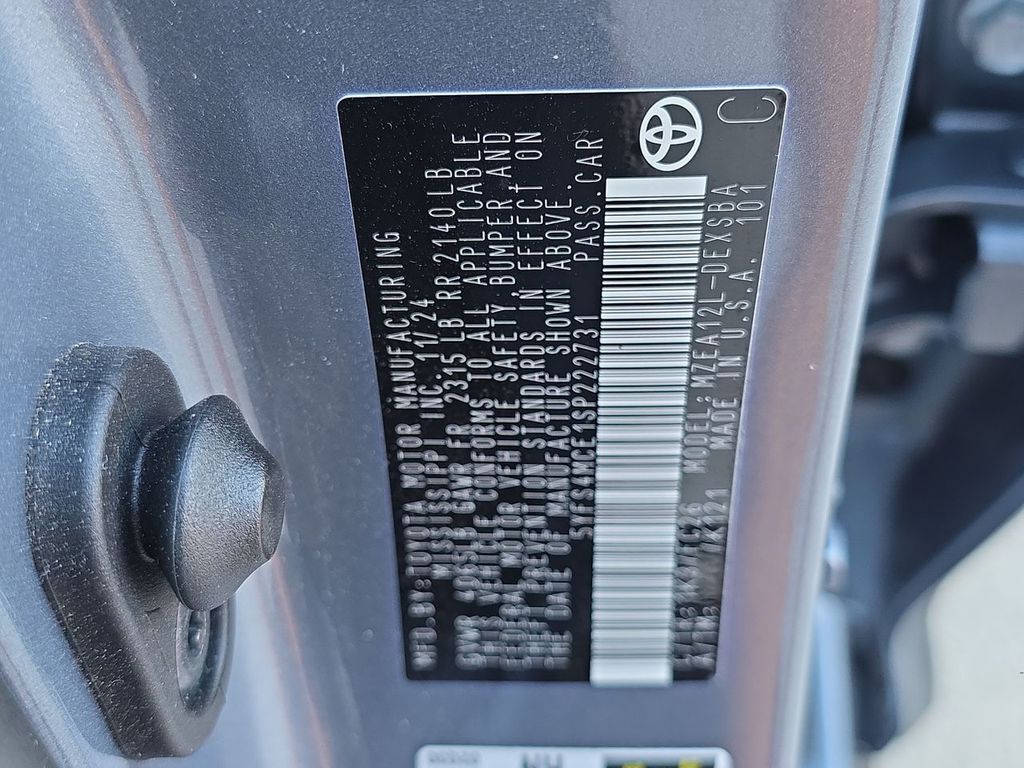 MFD.BY: TOYOTA MOTOR MANUFACTURING
MISSISSIPPI INC. 11/24
GVWR 4065LB GAWR FR 2315 LB RR 2140LB
THIS VEHICLE CONFORMS TO ALL APPLICABLE
FEDERAL MOTOR VEHICLE SAFETY, BUMPER, AND
THEFT PREVENTION STANDARDS IN EFFECT ON
THE DATE OF MANUFACTURE SHOWN ABOVE.
5YFS4MCE1SP222731 PASS.CAR
MODEL: MZEA12L-DEXSBA
MADE IN U.S.A. 101
C